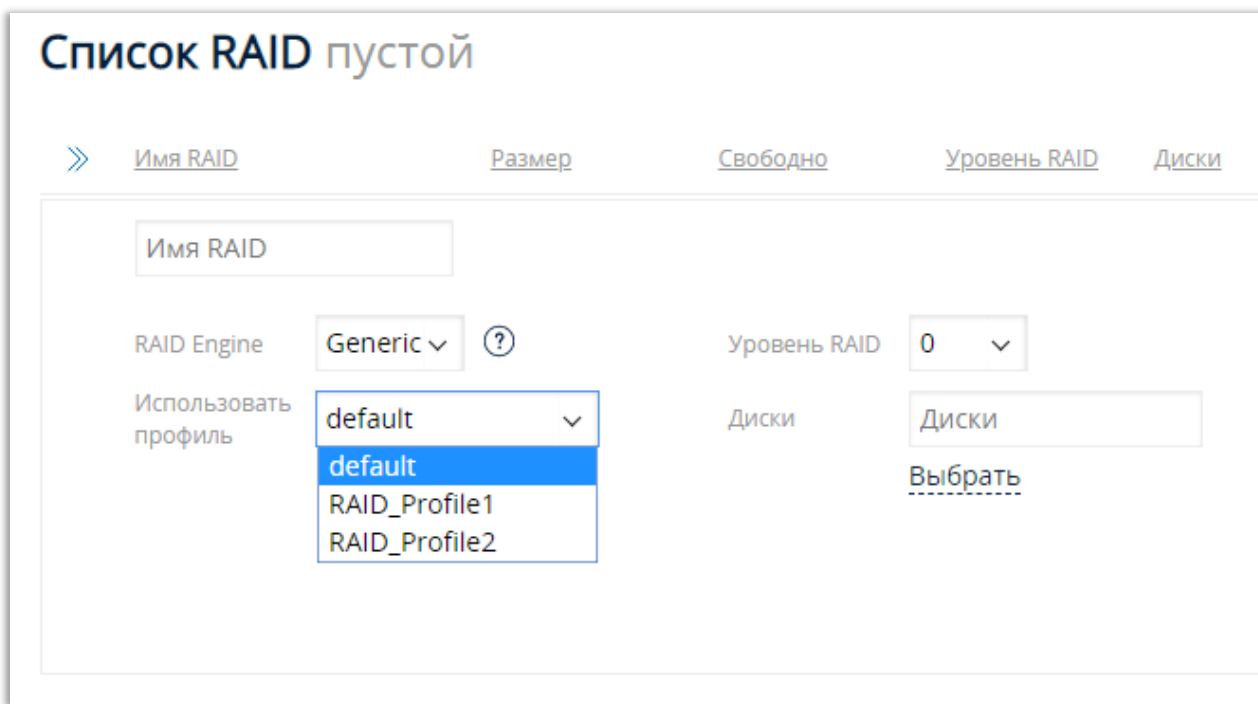 Список RAID пустой
Имя RAID Размер Свободно Уровень RAID Диски
Имя RAID
RAID Engine Generic ? Уровень RAID 0
Использовать профиль default Диски Диски
default Выбрать
RAID_Profile1
RAID_Profile2